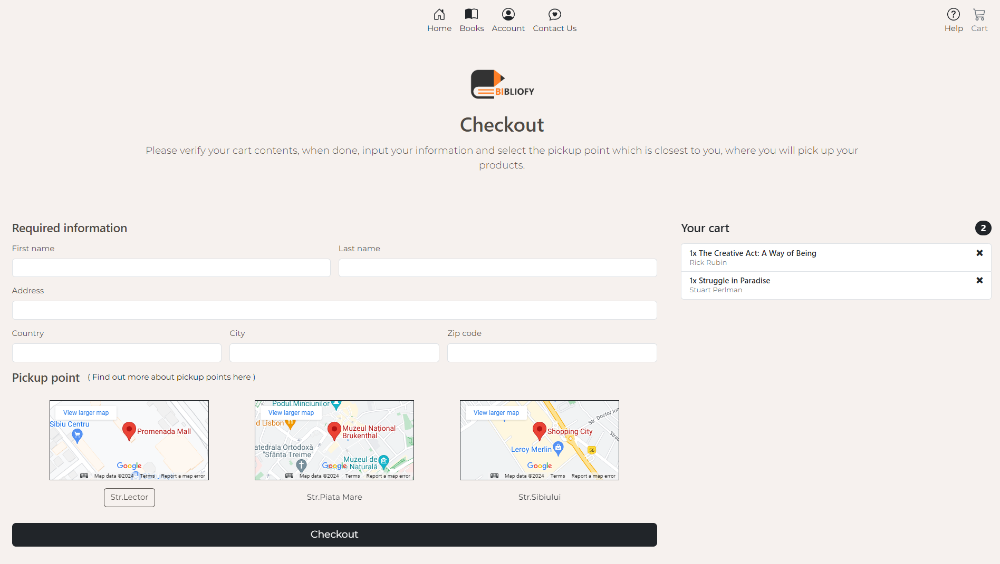 Home
Books
Account
Contact Us
Help
Cart
BIBLIOFY
Checkout
Please verify your cart contents, when done, input your information and select the pickup point which is closest to you, where you will pick up your
products.
Required information
First name
Last name
Address
Country
City
Zip code
Your cart
2
1x The Creative Act: A Way of Being
Rick Rubin
1x Struggle in Paradise
Stuart Perlman
Pickup point ( Find out more about pickup points here )
View larger map
Sibiu Centru
Promenada Mall
Google
Map data ©2024 Terms Report a map error
Str.Lector
Podul Minciunilor
View larger map
d Lisbon
Muzeul Național
Brukenthal
atedrala Ortodoxă
"Sfânta Treime"
Muzeul de
Naturală
Google
Map data ©2024 Terms Report a map error
Str.Piata Mare
View larger map
Str. Doctor Ion
Shopping City
Leroy Merlin
56
Google
Map data ©2024 Terms Report a map error
Str.Sibiului
Checkout